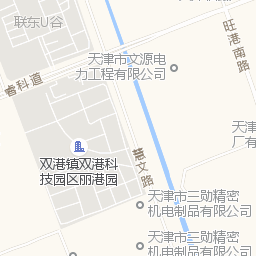 联东U谷
旺港南路
天津市文源电
力工程有限公司
睿科道
天津
厂有
双港镇双港科
技园区丽港园
慧文路
天津市三勋精密
机电制品有限公司
天津市三勋精密
机电制品有限公司